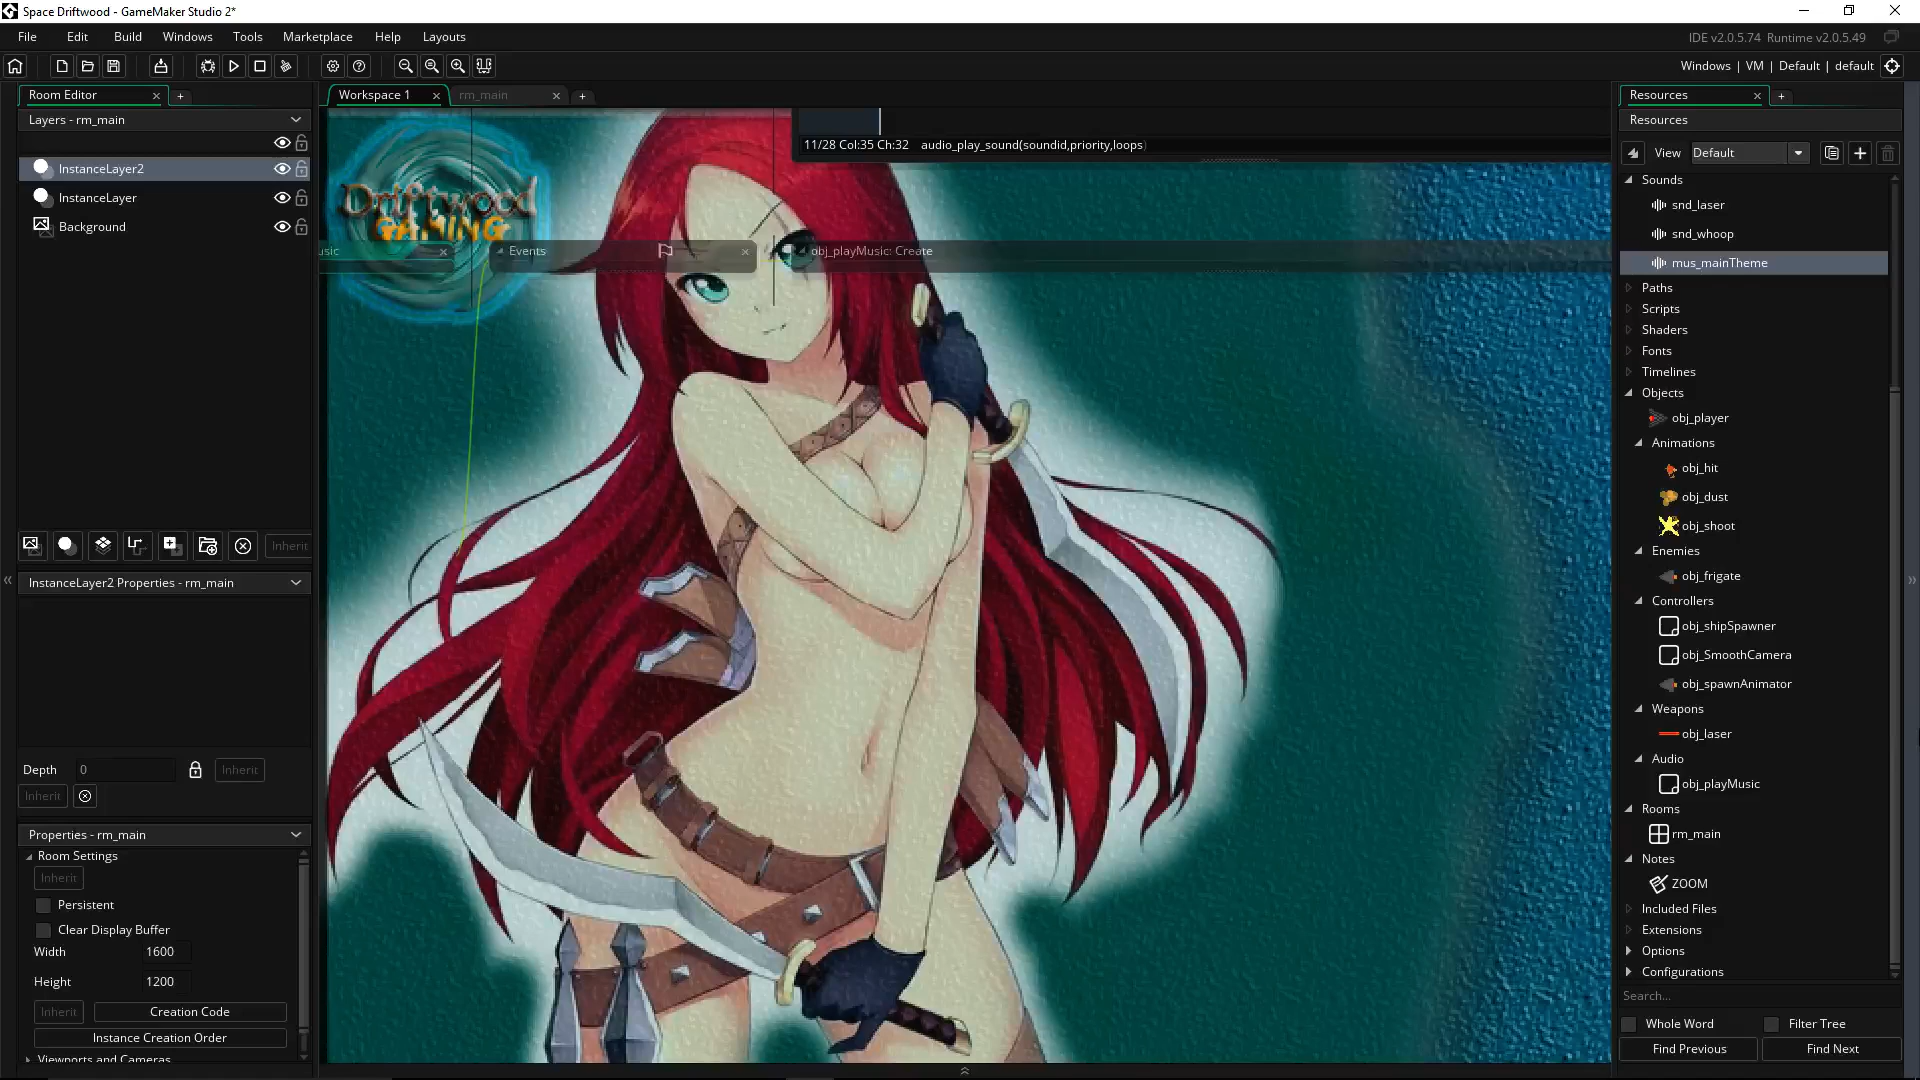 Space Driftwood - GameMaker Studio 2*
File Edit Build Windows Tools Marketplace Help Layouts
IDE v2.0.5.74 Runtime v2.0.5.49
Windows | VM | Default | default
Room Editor
Workspace 1
rm_main
Resources
Layers - rm_main
Resources
11/28 Col:35 Ch:32 audio_play_sound(soundid,priority,loops)
View Default
InstanceLayer2
InstanceLayer
Background
Driftwood
GAMING
usic
Events
obj_playMusic: Create
Sounds
snd_laser
snd_whoop
mus_mainTheme
Paths
Scripts
Shaders
Fonts
Timelines
Objects
obj_player
Animations
obj_hit
obj_dust
obj_shoot
Enemies
obj_frigate
Controllers
obj_shipSpawner
obj_SmoothCamera
obj_spawnAnimator
Weapons
obj_laser
Audio
obj_playMusic
Rooms
rm_main
Notes
ZOOM
Included Files
Extensions
Options
Configurations
Search...
Whole Word
Filter Tree
Find Previous
Find Next
Inherit
InstanceLayer2 Properties - rm_main
Depth 0 Inherit
Inherit
Properties - rm_main
Room Settings
Inherit
Persistent
Clear Display Buffer
Width 1600
Height 1200
Inherit Creation Code
Instance Creation Order
Viewports and Cameras